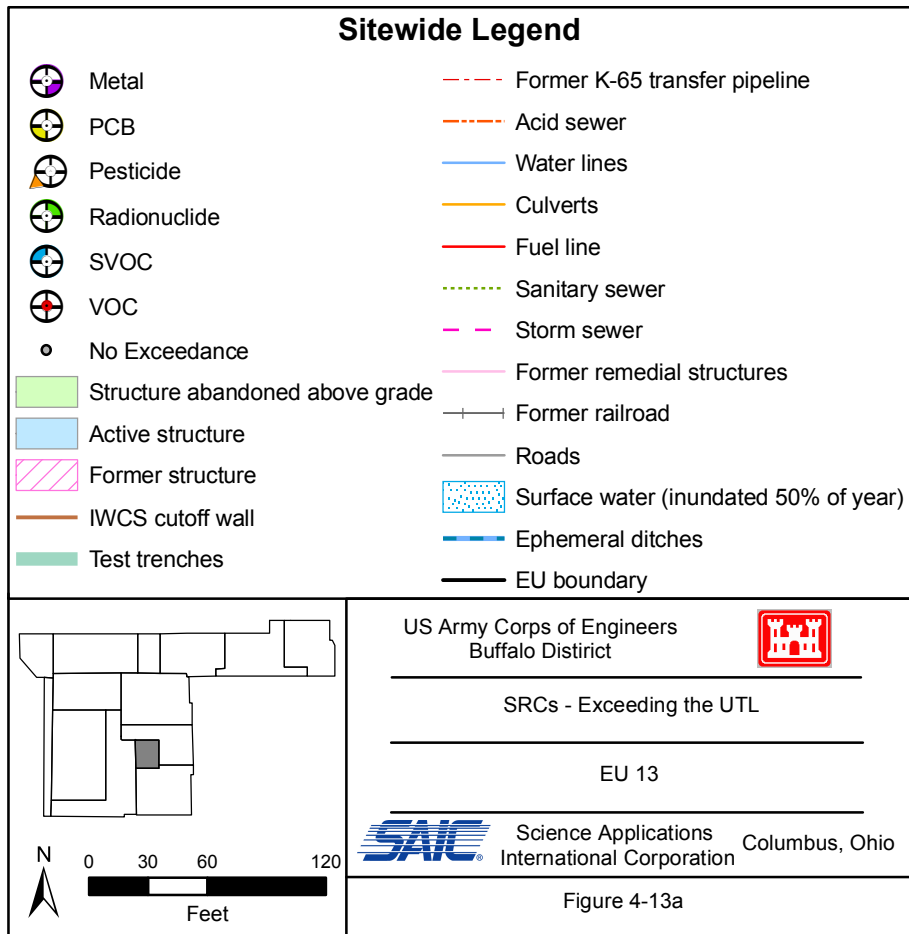 Sitewide Legend
Metal
PCB
Pesticide
Radionuclide
SVOC
VOC
No Exceedance
Structure abandoned above grade
Active structure
Former structure
IWCS cutoff wall
Test trenches
Former K-65 transfer pipeline
Acid sewer
Water lines
Culverts
Fuel line
Sanitary sewer
Storm sewer
Former remedial structures
Former railroad
Roads
Surface water (inundated 50% of year)
Ephemeral ditches
EU boundary
N
0 30 60 120
Feet
US Army Corps of Engineers
Buffalo Distirict
SRCs - Exceeding the UTL
EU 13
SAIC®
Science Applications
International Corporation
Columbus, Ohio
Figure 4-13a